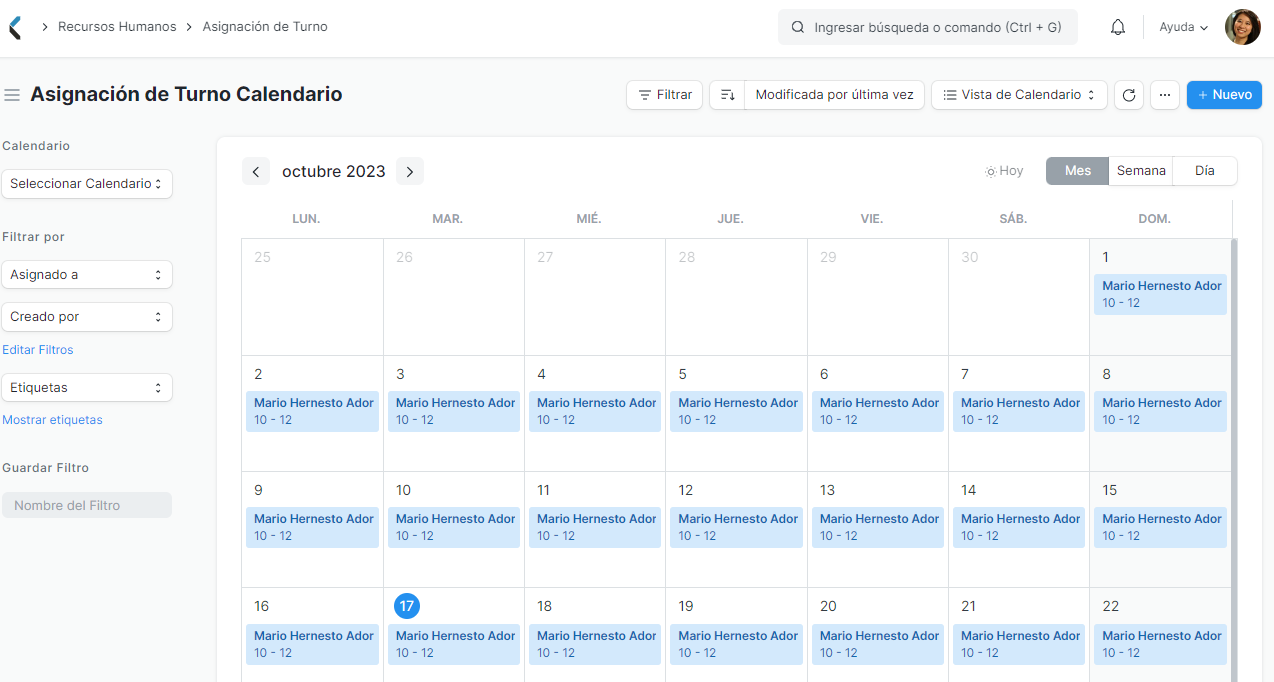 Recursos Humanos
Asignación de Turno
Ingresar búsqueda o comando (Ctrl + G)
Ayuda
Asignación de Turno Calendario
Filtrar
Modificada por última vez
Vista de Calendario
...
+ Nuevo
Calendario
Seleccionar Calendario
Filtrar por
Asignado a
Creado por
Editar Filtros
Etiquetas
Mostrar etiquetas
Guardar Filtro
Nombre del Filtro
octubre 2023
Hoy
Mes Semana Día
LUN. MAR. MIÉ. JUE. VIE. SÁB. DOM.
25 26 27 28 29 30 1
Mario Hernesto Ador
10 - 12
2 3 4 5 6 7 8
Mario Hernesto Ador Mario Hernesto Ador Mario Hernesto Ador Mario Hernesto Ador Mario Hernesto Ador Mario Hernesto Ador Mario Hernesto Ador
10 - 12 10 - 12 10 - 12 10 - 12 10 - 12 10 - 12 10 - 12
9 10 11 12 13 14 15
Mario Hernesto Ador Mario Hernesto Ador Mario Hernesto Ador Mario Hernesto Ador Mario Hernesto Ador Mario Hernesto Ador Mario Hernesto Ador
10 - 12 10 - 12 10 - 12 10 - 12 10 - 12 10 - 12 10 - 12
16 17 18 19 20 21 22
Mario Hernesto Ador Mario Hernesto Ador Mario Hernesto Ador Mario Hernesto Ador Mario Hernesto Ador Mario Hernesto Ador Mario Hernesto Ador
10 - 12 10 - 12 10 - 12 10 - 12 10 - 12 10 - 12 10 - 12